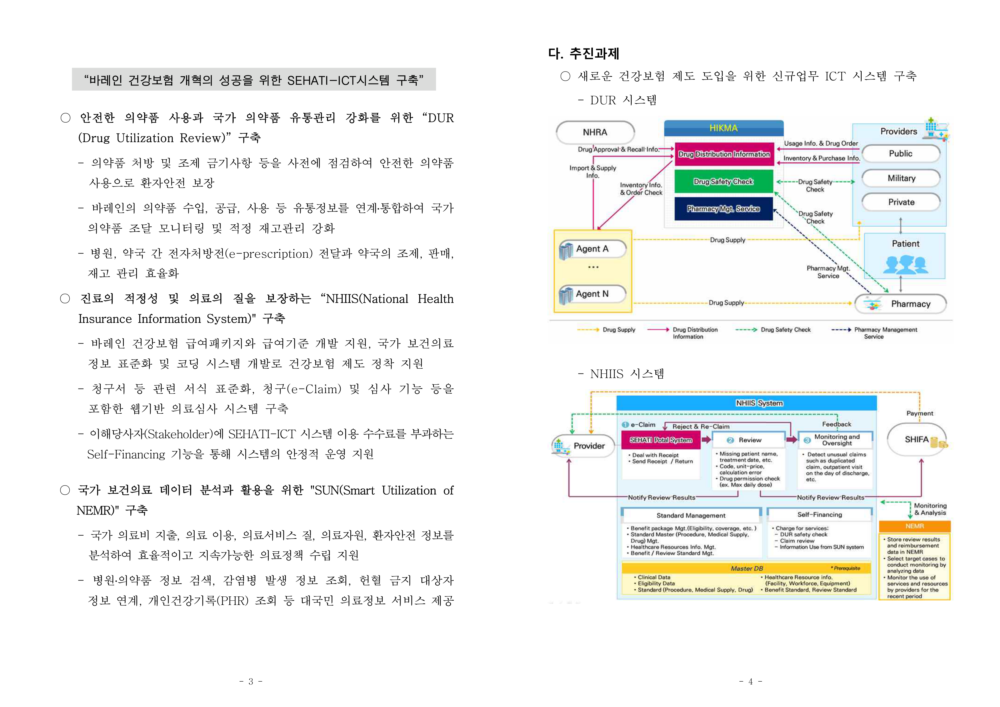 “바레인 건강보험 개혁의 성공을 위한 SEHATI-ICT시스템 구축”
○ 안전한 의약품 사용과 국가 의약품 유통관리 강화를 위한 “DUR
(Drug Utilization Review)” 구축
- 의약품 처방 및 조제 금기사항 등을 사전에 점검하여 안전한 의약품
사용으로 환자안전 보장
- 바레인의 의약품 수입, 공급, 사용 등 유통정보를 연계·통합하여 국가
의약품 조달 모니터링 및 적정 재고관리 강화
- 병원, 약국 간 전자처방전(e-prescription) 전달과 약국의 조제, 판매,
재고 관리 효율화
○ 진료의 적정성 및 의료의 질을 보장하는 “NHIIS(National Health
Insurance Information System)" 구축
- 바레인 건강보험 급여패키지와 급여기준 개발 지원, 국가 보건의료
정보 표준화 및 코딩 시스템 개발로 건강보험 제도 정착 지원
- 청구서 등 관련 서식 표준화, 청구(e-Claim) 및 심사 기능 등을
포함한 웹기반 의료심사 시스템 구축
- 이해당사자(Stakeholder)에 SEHATI-ICT 시스템 이용 수수료를 부과하는
Self-Financing 기능을 통해 시스템의 안정적 운영 지원
○ 국가 보건의료 데이터 분석과 활용을 위한 "SUN(Smart Utilization of
NEMR)" 구축
- 국가 의료비 지출, 의료 이용, 의료서비스 질, 의료자원, 환자안전 정보를
분석하여 효율적이고 지속가능한 의료정책 수립 지원
- 병원·의약품 정보 검색, 감염병 발생 정보 조회, 헌혈 금지 대상자
정보 연계, 개인건강기록(PHR) 조회 등 대국민 의료정보 서비스 제공
- 3 -
다. 추진과제
○ 새로운 건강보험 제도 도입을 위한 신규업무 ICT 시스템 구축
- DUR 시스템
NHRA
HIKMA
Providers
Drug Approval & Recall Info.
Drug Distribution Information
Usage Info. & Drug Order
Public
Inventory & Purchase Info.
Import & Supply
Info.
Inventory Info.
& Order Check
Drug Safety Check
Drug Safety
Check
Military
Pharmacy Mgt. Service
Private
Drug Safety
Check
Drug Supply
Agent A
...
Agent N
Patient
Pharmacy Mgt.
Service
Drug Supply
Pharmacy
Drug Supply
Drug Distribution
Information
Drug Safety Check
Pharmacy Management
Service
- NHIIS 시스템
NHIIS System
Payment
1 e-Claim
Reject & Re-Claim
Feedback
Provider
SEHATI Potal System
2 Review
3 Monitoring and
Oversight
SHIFA
• Deal with Receipt
• Send Receipt / Return
• Missing patient name,
treatment date, etc.
• Code, unit-price,
calculation error
• Drug permission check
(ex. Max daily dose)
• Detect unusual claims
such as duplicated
claim, outpatient visit
on the day of discharge,
etc.
Notify Review Results
Notify Review Results
Monitoring
& Analysis
Standard Management
• Benefit package Mgt.(Eligibility, coverage, etc. )
• Standard Master (Procedure, Medical Supply,
Drug) Mgt.
• Healthcare Resources Info. Mgt.
• Benefit / Review Standard Mgt.
Self-Financing
• Charge for services:
- DUR safety check
- Claim review
- Information Use from SUN system
NEMR
• Store review results
and reimbursement
data in NEMR
• Select target cases to
conduct monitoring by
analyzing data
• Monitor the use of
services and resources
by providers for the
recent period
Master DB
* Prerequisite
• Clinical Data
• Eligibility Data
• Standard (Procedure, Medical Supply, Drug)
• Healthcare Resource info.
(Facility, Workforce, Equipment)
• Benefit Standard, Review Standard
- 4 -